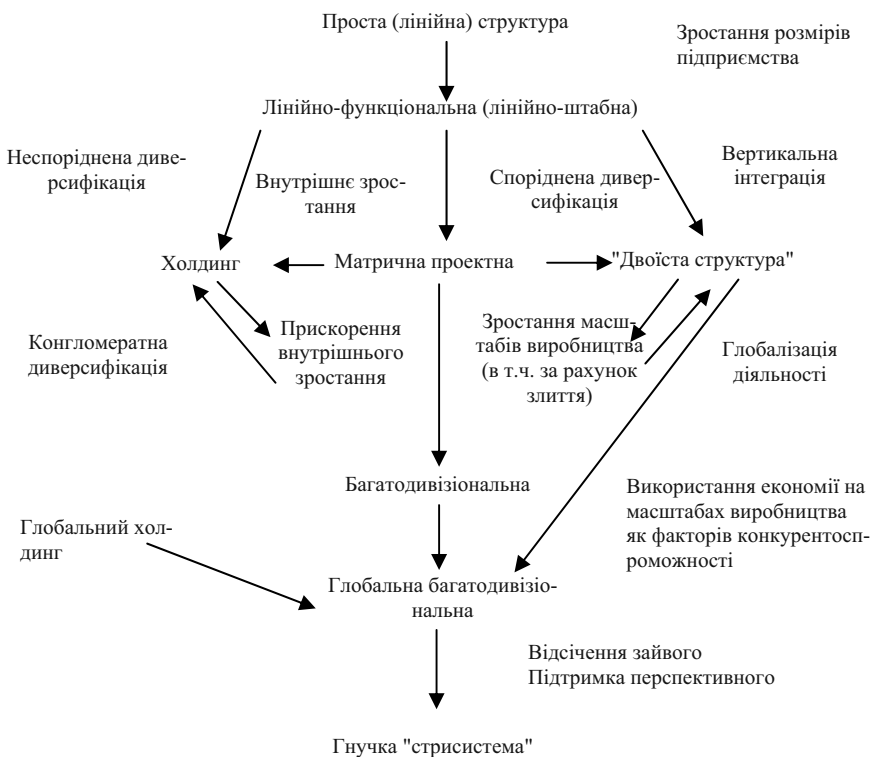 Проста (лінійна) структура
Зростання розмірів
підприємства
Лінійно-функціональна (лінійно-штабна)
Неспоріднена дивe-
рсифікація
Внутрішнє зрос-
тання
Споріднена дивер-
сифікація
Вертикальна
інтеграція
Холдинг
Матрична проектна
"Двоїста структура"
Конгломератна
диверсифікація
Прискорення
внутрішнього
зростання
Зростання масш-
табів виробництва
(в т.ч. за рахунок
злиття)
Глобалізація
діяльності
Багатодивізіональна
Використання економії на
масштабах виробництва
як факторів конкурентосп-
роможності
Глобальний хол-
динг
Глобальна багатодивізіо-
нальна
Відсічення зайвого
Підтримка перспективного
Гнучка "стрисистема"